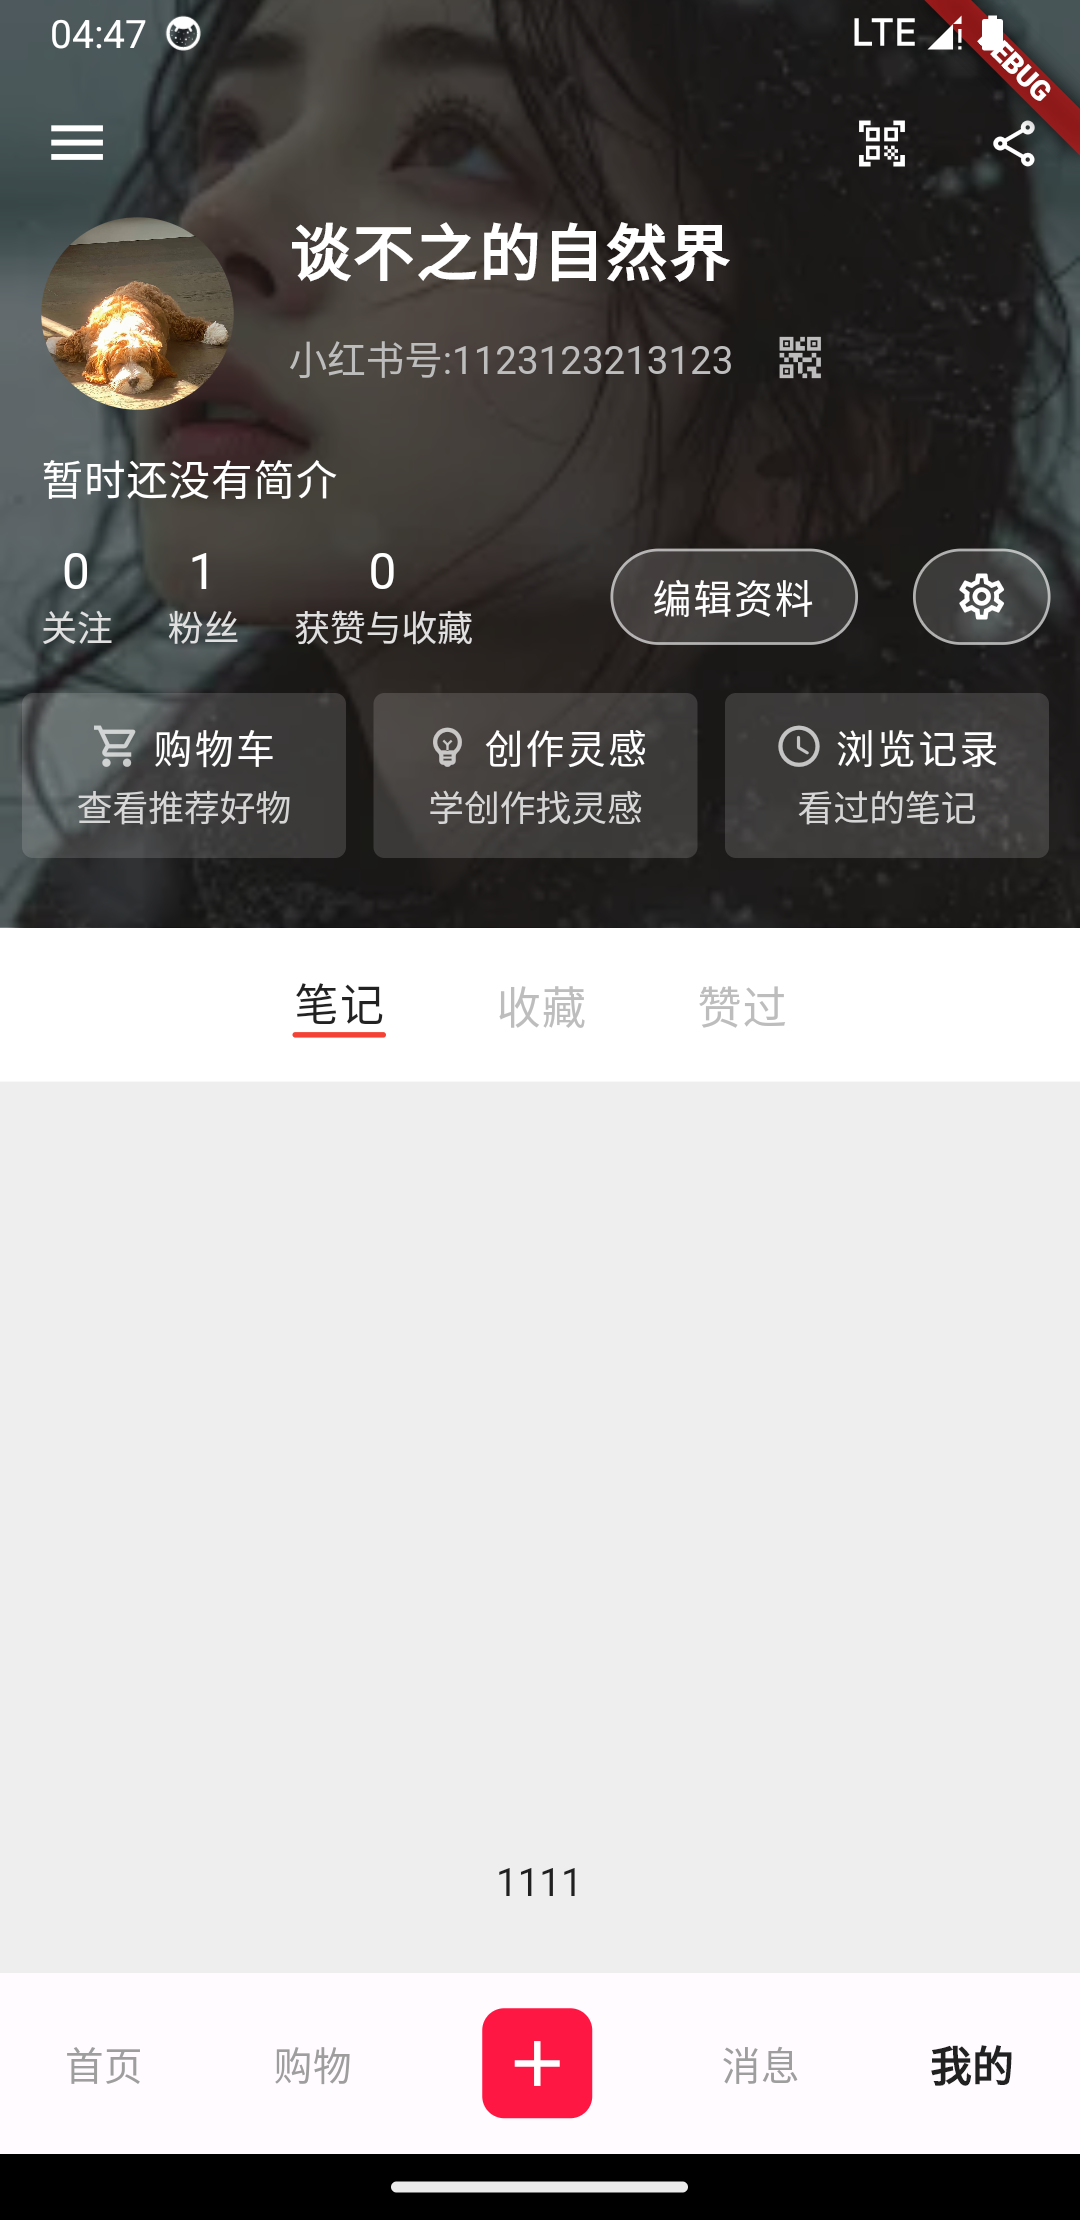 04:47 LTE
DEBUG
谈不之的自然界
小红书号:1123123213123
暂时还没有简介
0 1 0
关注 粉丝 获赞与收藏
编辑资料
购物车 创作灵感 浏览记录
查看推荐好物 学创作找灵感 看过的笔记
笔记 收藏 赞过
1111
首页 购物 消息 我的